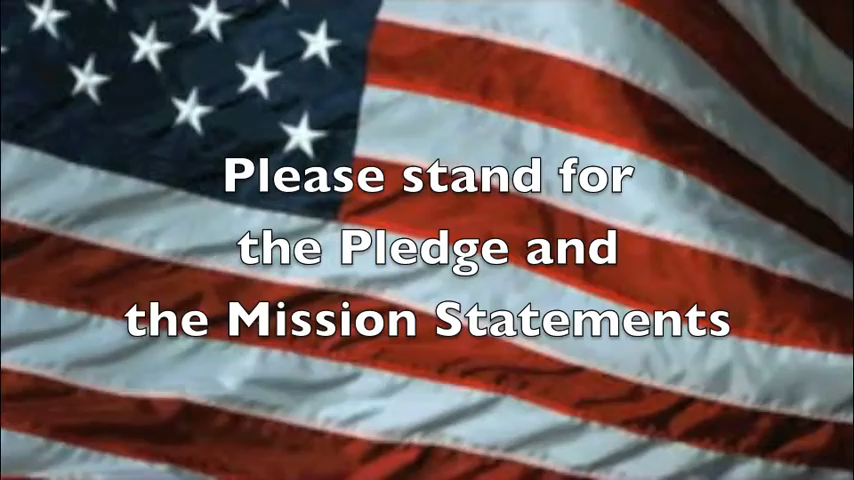 Please stand for
the Pledge and
the Mission Statements